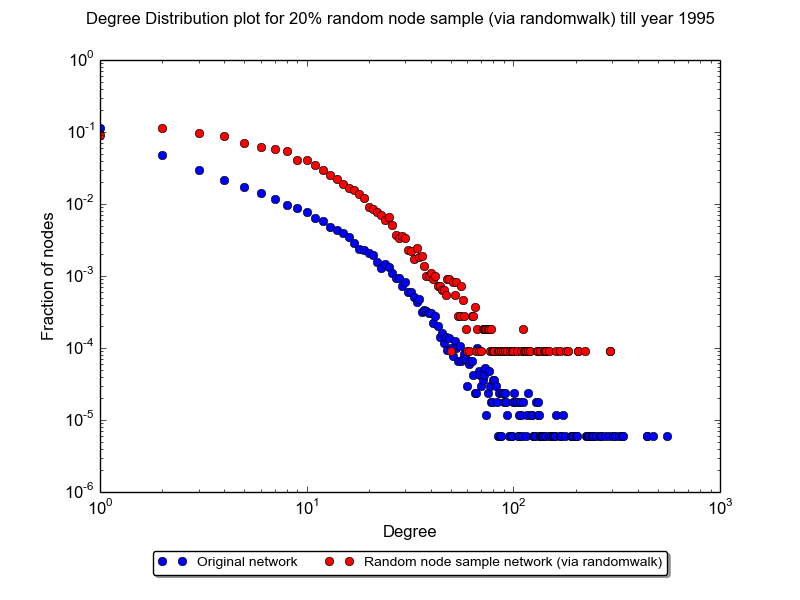 Degree Distribution plot for 20% random node sample (via randomwalk) till year 1995
10^0
10^-1
10^-2
10^-3
10^-4
10^-5
10^-6
Fraction of nodes
10^0 10^1 10^2 10^3
Degree
Original network Random node sample network (via randomwalk)